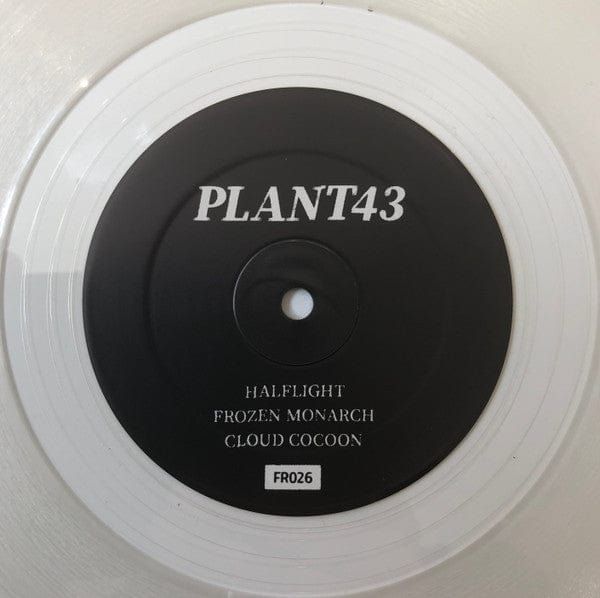 PLANT43
HALFLIGHT
FROZEN MONARCH
CLOUD COCOON
FR026